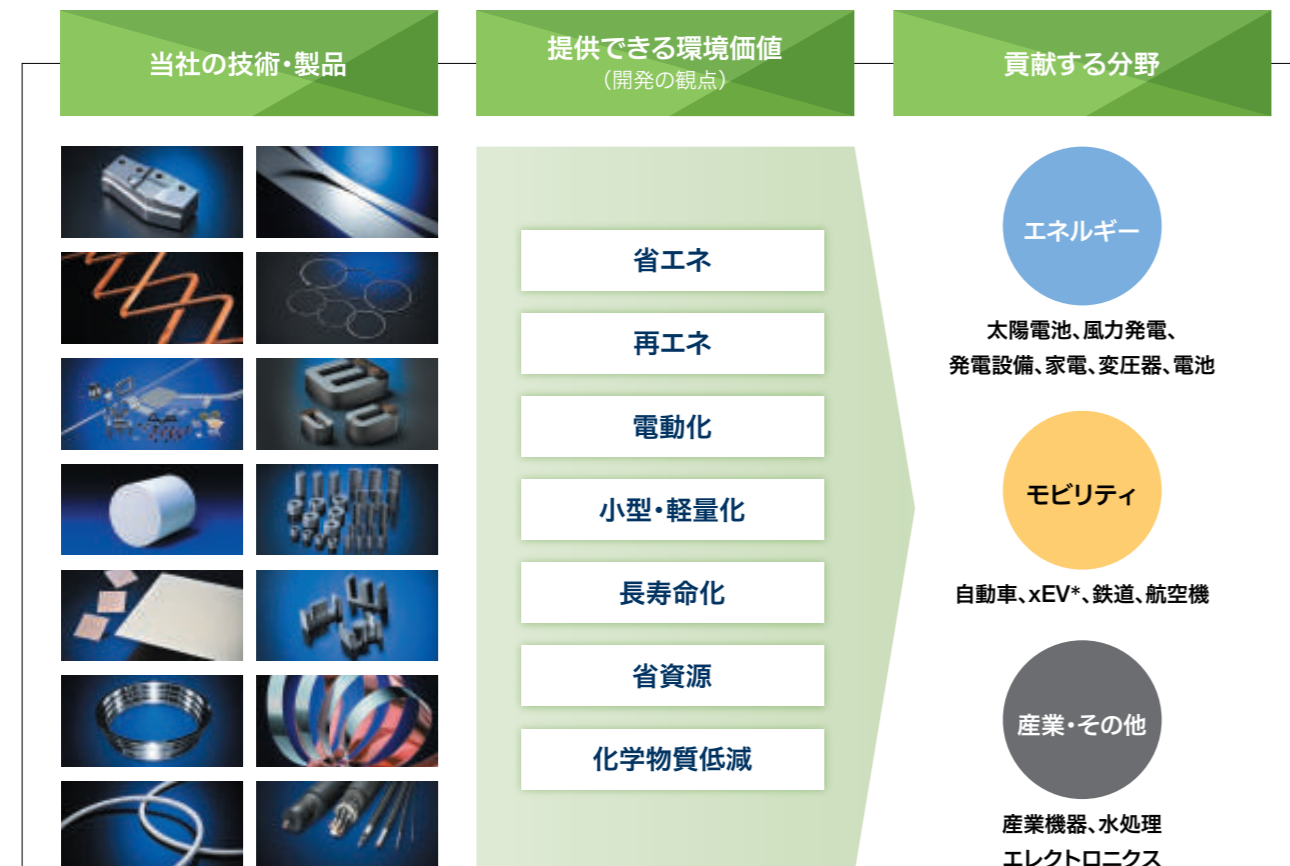 当社の技術・製品
提供できる環境価値
（開発の観点）
貢献する分野
省エネ
再エネ
電動化
小型・軽量化
長寿命化
省資源
化学物質低減
エネルギー
太陽電池、風力発電、
発電設備、家電、変圧器、電池
モビリティ
自動車、xEV*、鉄道、航空機
産業・その他
産業機器、水処理
エレクトロニクス